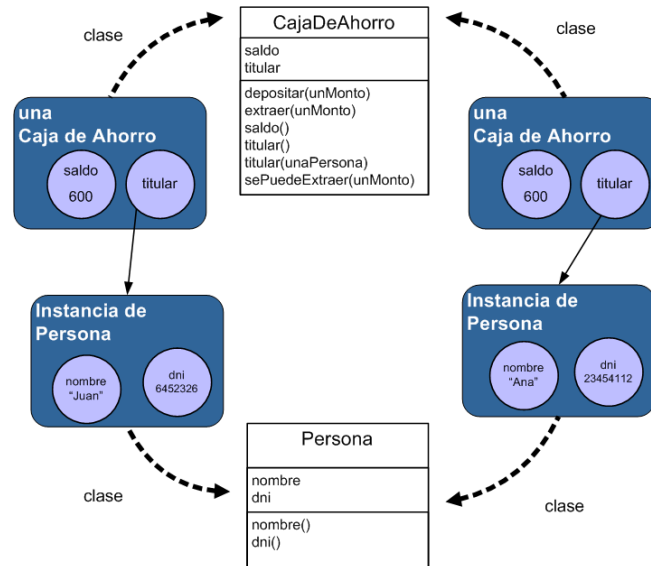 clase
CajaDeAhorro
clase
saldo
titular
depositar(unMonto)
extraer(unMonto)
saldo()
titular()
titular(unaPersona)
sePuedeExtraer(unMonto)
una
Caja de Ahorro
saldo
600
titular
una
Caja de Ahorro
saldo
600
titular
Instancia de
Persona
nombre
“Juan”
dni
6452326
Instancia de
Persona
nombre
“Ana”
dni
23454112
Persona
nombre
dni
nombre()
dni()
clase
clase